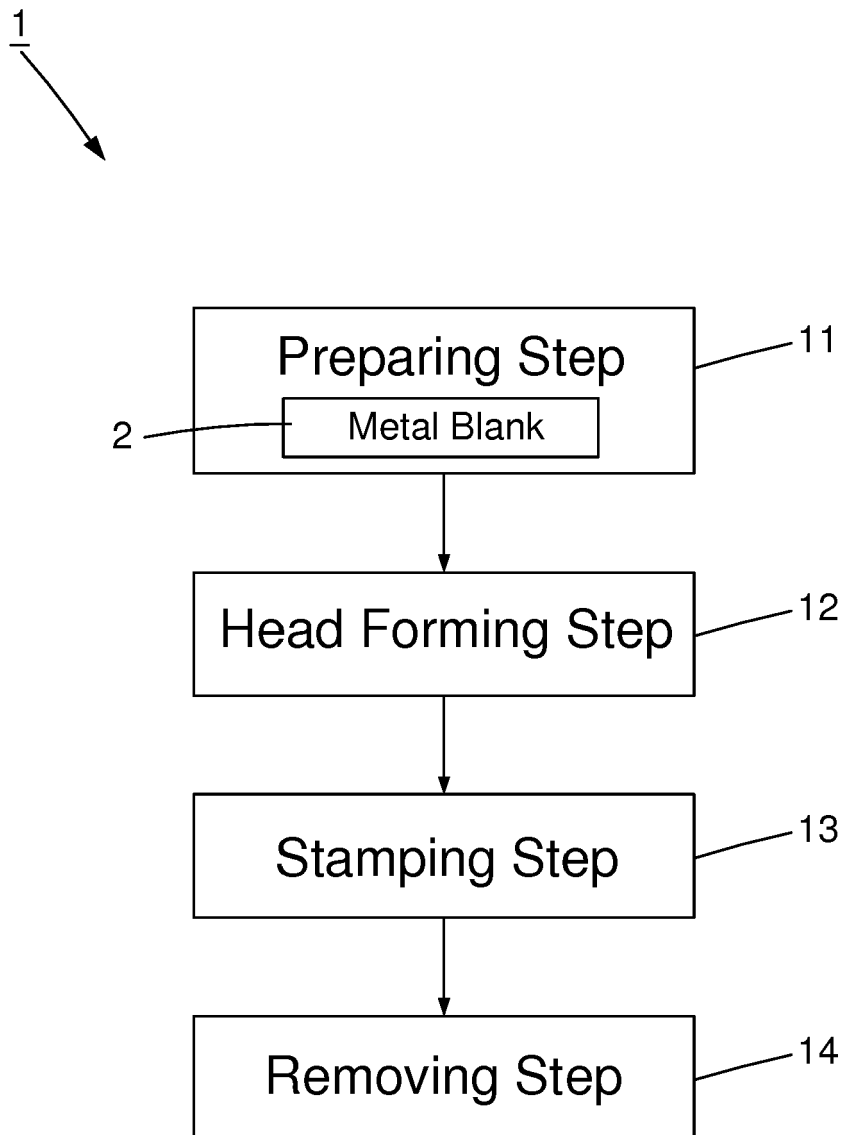 1
Preparing Step
11
2
Metal Blank
Head Forming Step
12
Stamping Step
13
Removing Step
14